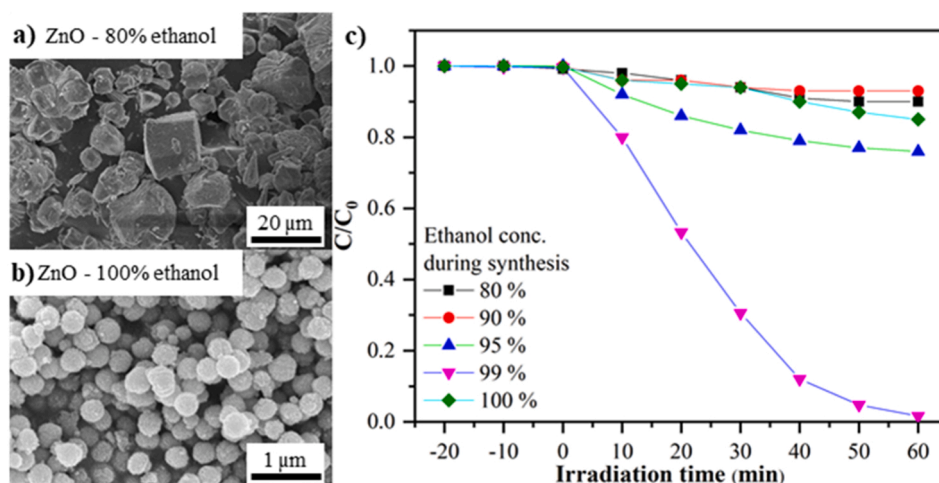 a) ZnO - 80% ethanol
20 µm
b) ZnO - 100% ethanol
1 µm
c)
C/C0
1.0
0.8
0.6
0.4
0.2
0.0
Ethanol conc.
during synthesis
80 %
90 %
95 %
99 %
100 %
-20 -10 0 10 20 30 40 50 60
Irradiation time (min)